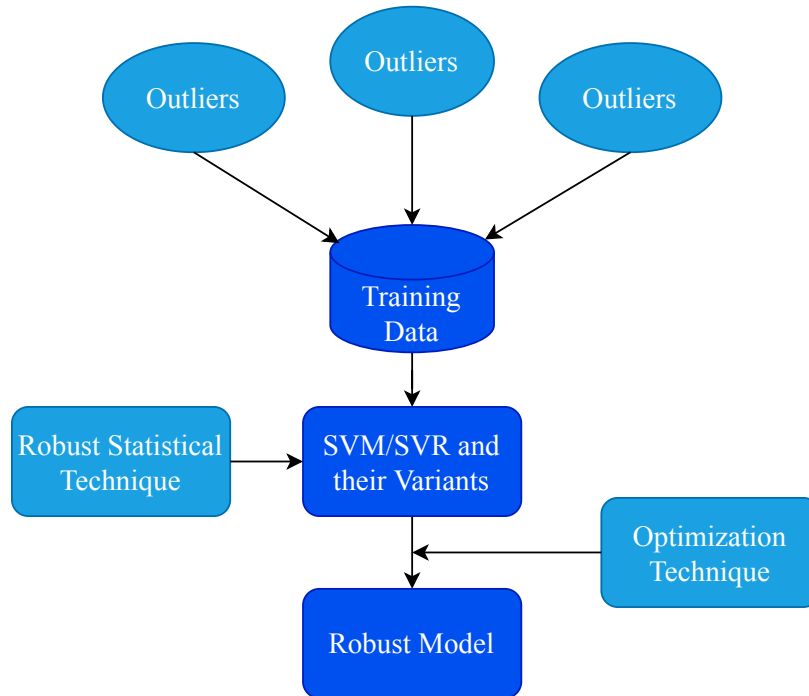 Outliers
Outliers
Outliers
Training
Data
Robust Statistical
Technique
SVM/SVR and
their Variants
Optimization
Technique
Robust Model